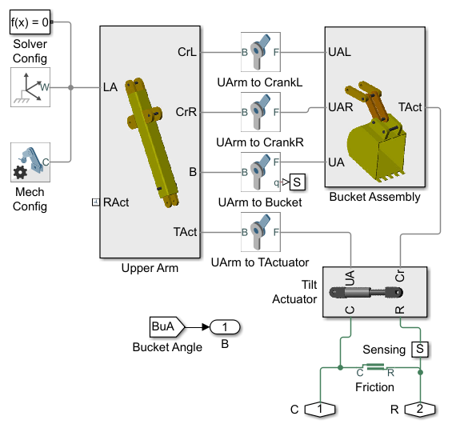 f(x) = 0
Solver
Config
W
C
Mech
Config
LA
RAct
CrL
CrR
B
TAct
Upper Arm
B
F
UArm to CrankL
B
F
UArm to CrankR
B
F
q
S
UArm to Bucket
B
F
UArm to TActuator
UAL
UAR
UA
TAct
Bucket Assembly
Tilt
Actuator
UA
Cr
C
R
BuA
Bucket Angle
1
B
Sensing
S
C
R
Friction
C
1
R
2